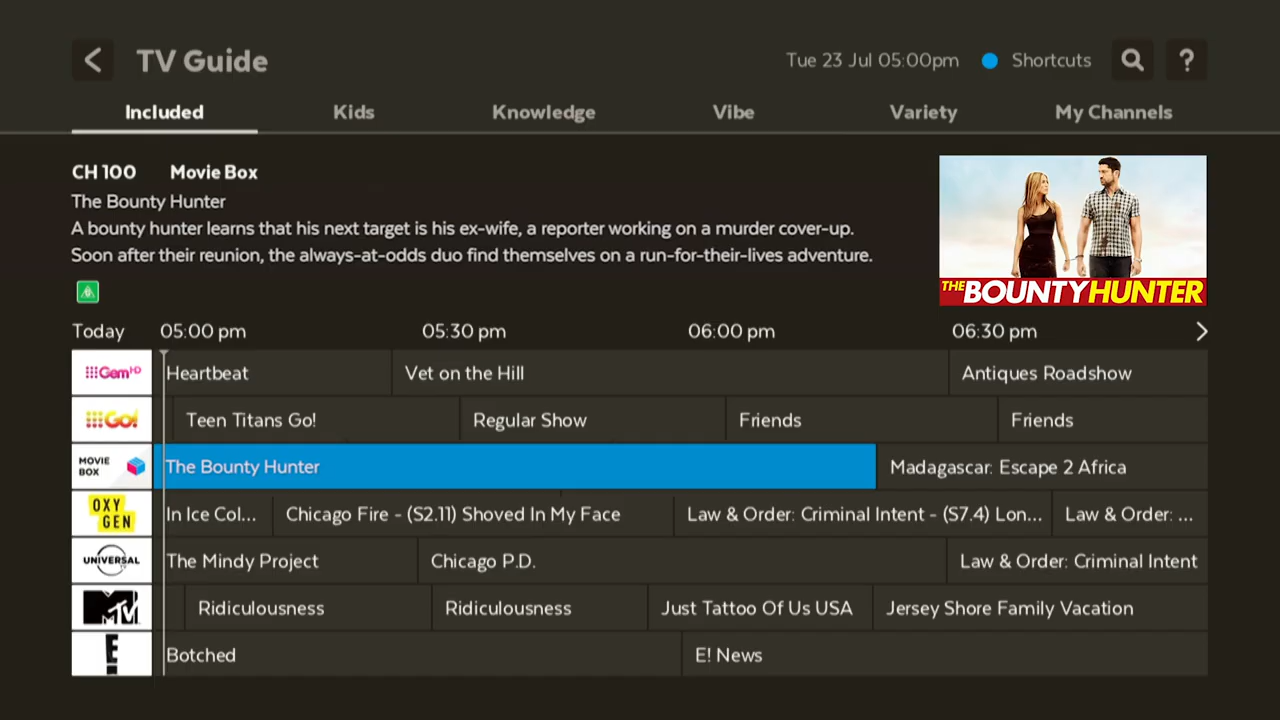 TV Guide
Tue 23 Jul 05:00pm Shortcuts ?
Included Kids Knowledge Vibe Variety My Channels
CH 100 Movie Box
The Bounty Hunter
A bounty hunter learns that his next target is his ex-wife, a reporter working on a murder cover-up.
Soon after their reunion, the always-at-odds duo find themselves on a run-for-their-lives adventure.
THE BOUNTY HUNTER
Today 05:00 pm 05:30 pm 06:00 pm 06:30 pm
Gem HD Heartbeat Vet on the Hill Antiques Roadshow
Go! Teen Titans Go! Regular Show Friends Friends
MOVIE BOX The Bounty Hunter Madagascar: Escape 2 Africa
OXYGEN In Ice Col... Chicago Fire - (S2.11) Shoved In My Face Law & Order: Criminal Intent - (S7.4) Lon... Law & Order: ...
UNIVERSAL TV The Mindy Project Chicago P.D. Law & Order: Criminal Intent
MTV Ridiculousness Ridiculousness Just Tattoo Of Us USA Jersey Shore Family Vacation
E! Botched E! News